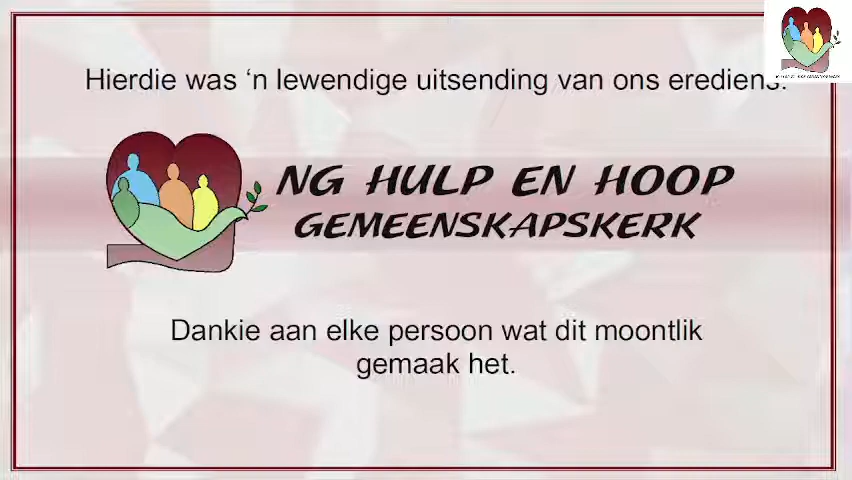 Hierdie was ‘n lewendige uitsending van ons erediens.
NG HULP EN HOOP
GEMEENSKAPSKERK
Dankie aan elke persoon wat dit moontlik
gemaak het.